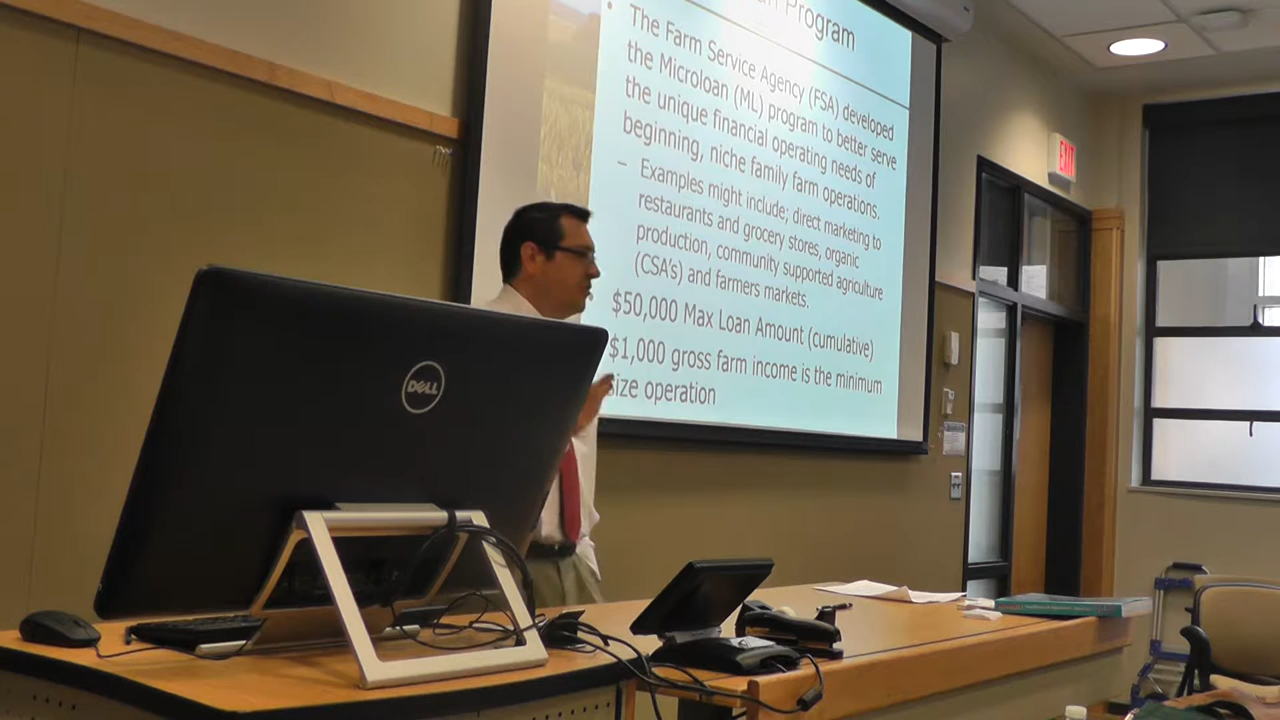 Program
• The Farm Service Agency (FSA) developed
the Microloan (ML) program to better serve
the unique financial operating needs of
beginning, niche family farm operations.
– Examples might include; direct marketing to
restaurants and grocery stores, organic
production, community supported agriculture
(CSA's) and farmers markets.
$50,000 Max Loan Amount (cumulative)
$1,000 gross farm income is the minimum
size operation
EXIT
DELL